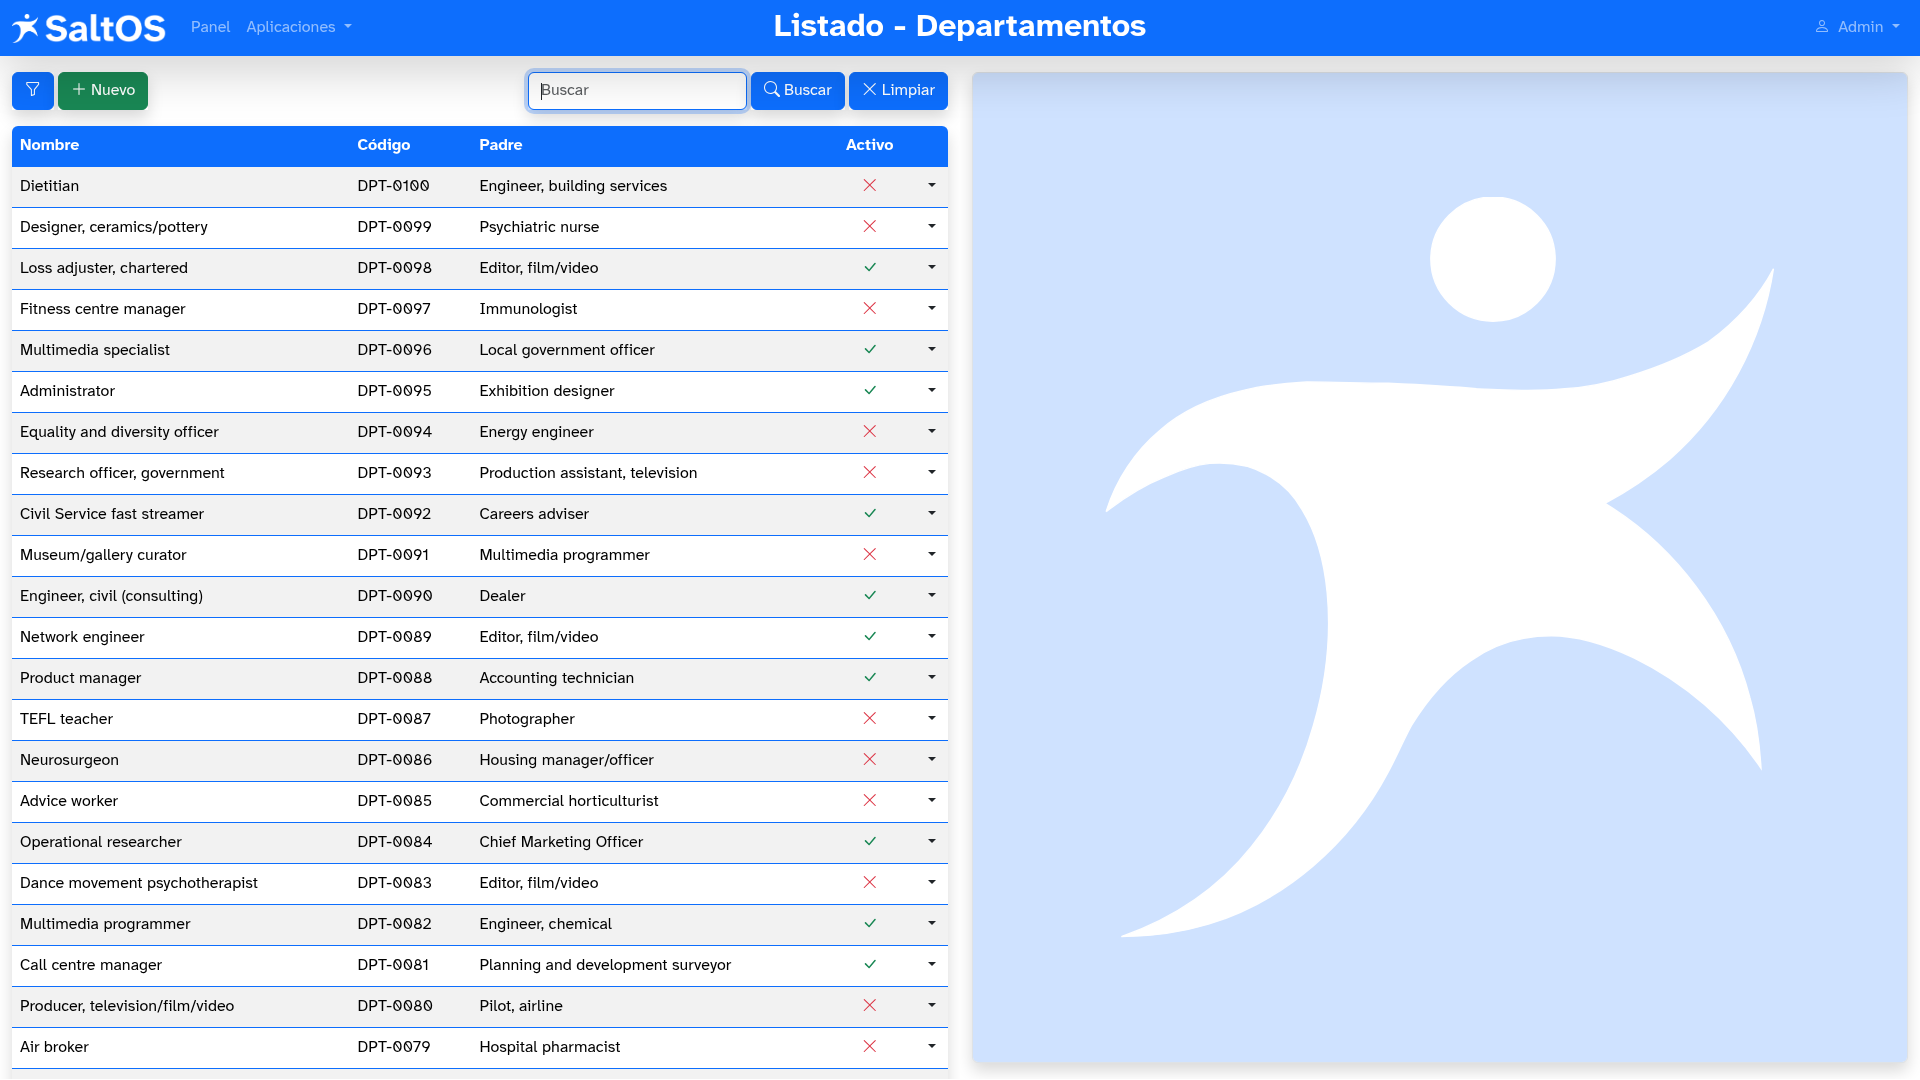 SaltOS Panel Aplicaciones Listado - Departamentos Admin
Nuevo Buscar Buscar Limpiar
Nombre Código Padre Activo
Dietitian DPT-0100 Engineer, building services
Designer, ceramics/pottery DPT-0099 Psychiatric nurse
Loss adjuster, chartered DPT-0098 Editor, film/video
Fitness centre manager DPT-0097 Immunologist
Multimedia specialist DPT-0096 Local government officer
Administrator DPT-0095 Exhibition designer
Equality and diversity officer DPT-0094 Energy engineer
Research officer, government DPT-0093 Production assistant, television
Civil Service fast streamer DPT-0092 Careers adviser
Museum/gallery curator DPT-0091 Multimedia programmer
Engineer, civil (consulting) DPT-0090 Dealer
Network engineer DPT-0089 Editor, film/video
Product manager DPT-0088 Accounting technician
TEFL teacher DPT-0087 Photographer
Neurosurgeon DPT-0086 Housing manager/officer
Advice worker DPT-0085 Commercial horticulturist
Operational researcher DPT-0084 Chief Marketing Officer
Dance movement psychotherapist DPT-0083 Editor, film/video
Multimedia programmer DPT-0082 Engineer, chemical
Call centre manager DPT-0081 Planning and development surveyor
Producer, television/film/video DPT-0080 Pilot, airline
Air broker DPT-0079 Hospital pharmacist